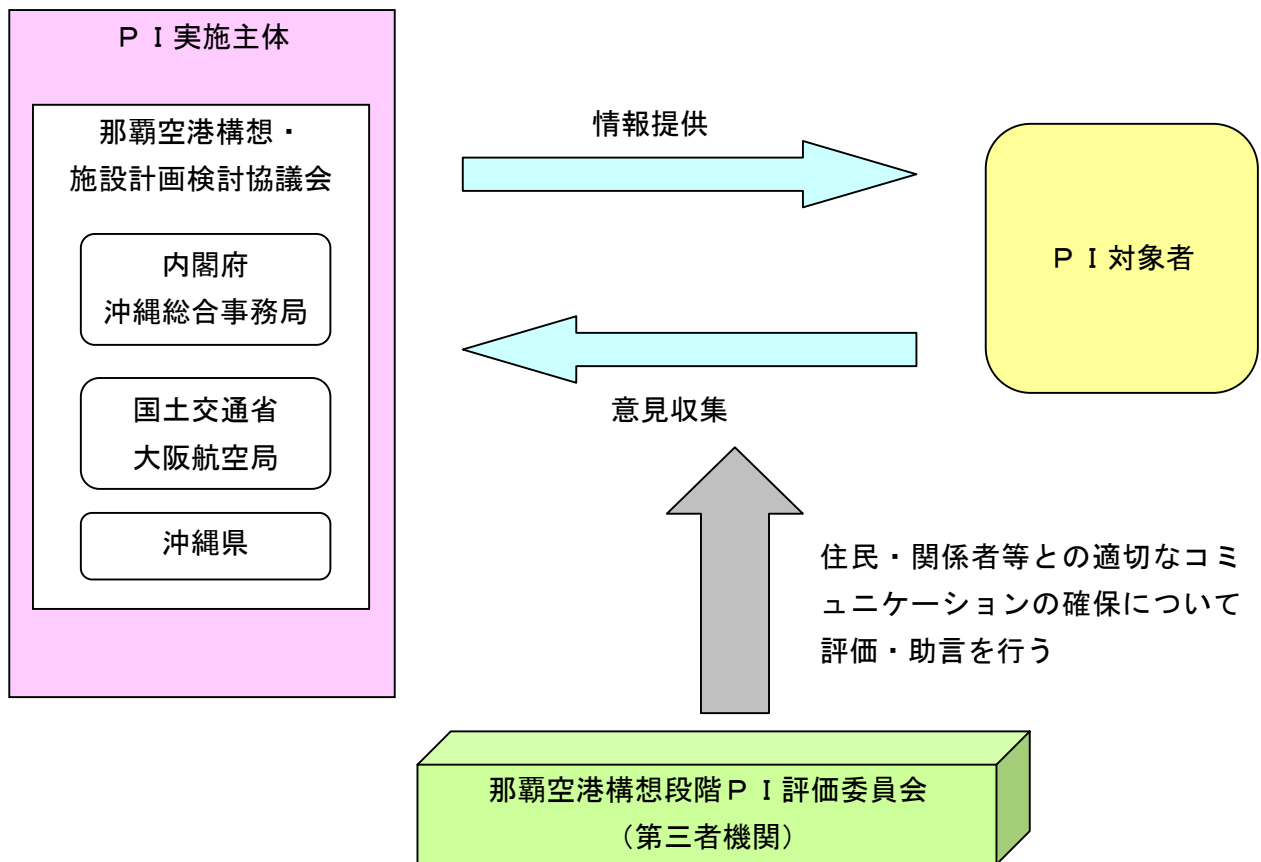 ＰＩ実施主体
那覇空港構想・
施設計画検討協議会
内閣府
沖縄総合事務局
国土交通省
大阪航空局
沖縄県
情報提供
意見収集
ＰＩ対象者
住民・関係者等との適切なコミ
ュニケーションの確保について
評価・助言を行う
那覇空港構想段階ＰＩ評価委員会
（第三者機関）